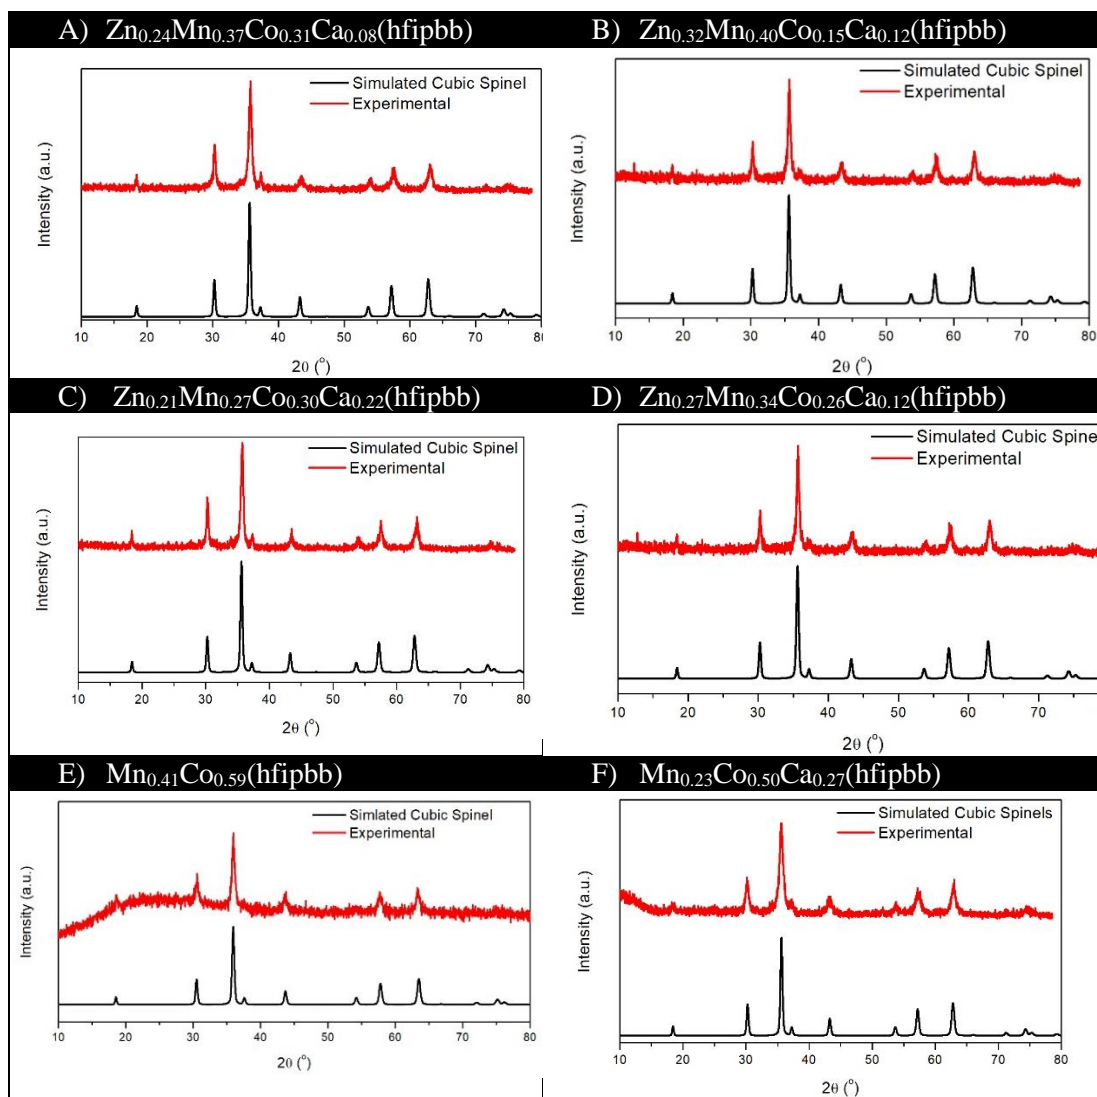 A) Zn0.24Mn0.37Co0.31Ca0.08(hfipbb)
B) Zn0.32Mn0.40Co0.15Ca0.12(hfipbb)
Simulated Cubic Spinel
Experimental
Intensity (a.u.)
10 20 30 40 50 60 70 80
2θ (°)
Simulated Cubic Spinel
Experimental
Intensity (a.u.)
10 20 30 40 50 60 70 80
2θ (°)
C) Zn0.21Mn0.27Co0.30Ca0.22(hfipbb)
D) Zn0.27Mn0.34Co0.26Ca0.12(hfipbb)
Simulated Cubic Spinel
Experimental
Intensity (a.u.)
10 20 30 40 50 60 70 80
2θ (°)
Simulated Cubic Spine
Experimental
Intensity (a.u.)
10 20 30 40 50 60 70
2θ (°)
E) Mn0.41Co0.59(hfipbb)
F) Mn0.23Co0.50Ca0.27(hfipbb)
Simlated Cubic Spinel
Experimental
Intensity (a.u.)
10 20 30 40 50 60 70 80
2θ (°)
Simulated Cubic Spinels
Experimental
Intensity (a.u.)
10 20 30 40 50 60 70 80
2θ (°)